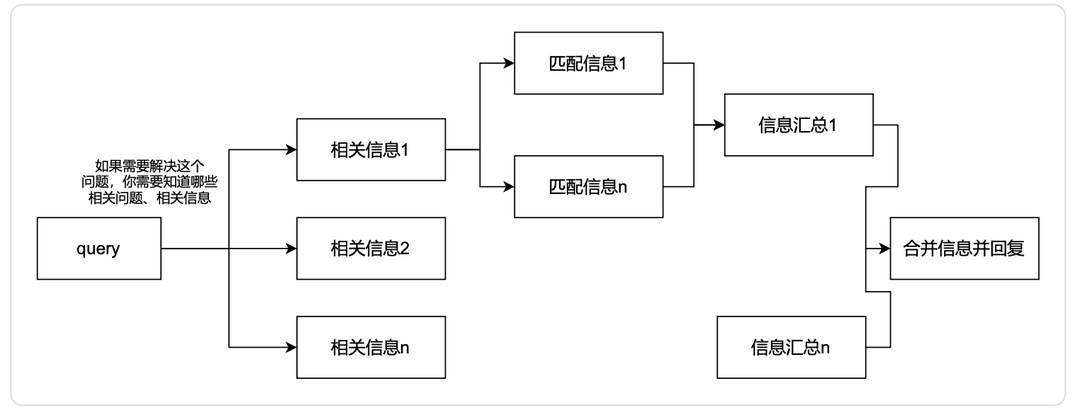 匹配信息1
信息汇总1
相关信息1
如果需要解决这个
问题，你需要知道哪些
相关问题、相关信息
匹配信息n
query
相关信息2
合并信息并回复
相关信息n
信息汇总n